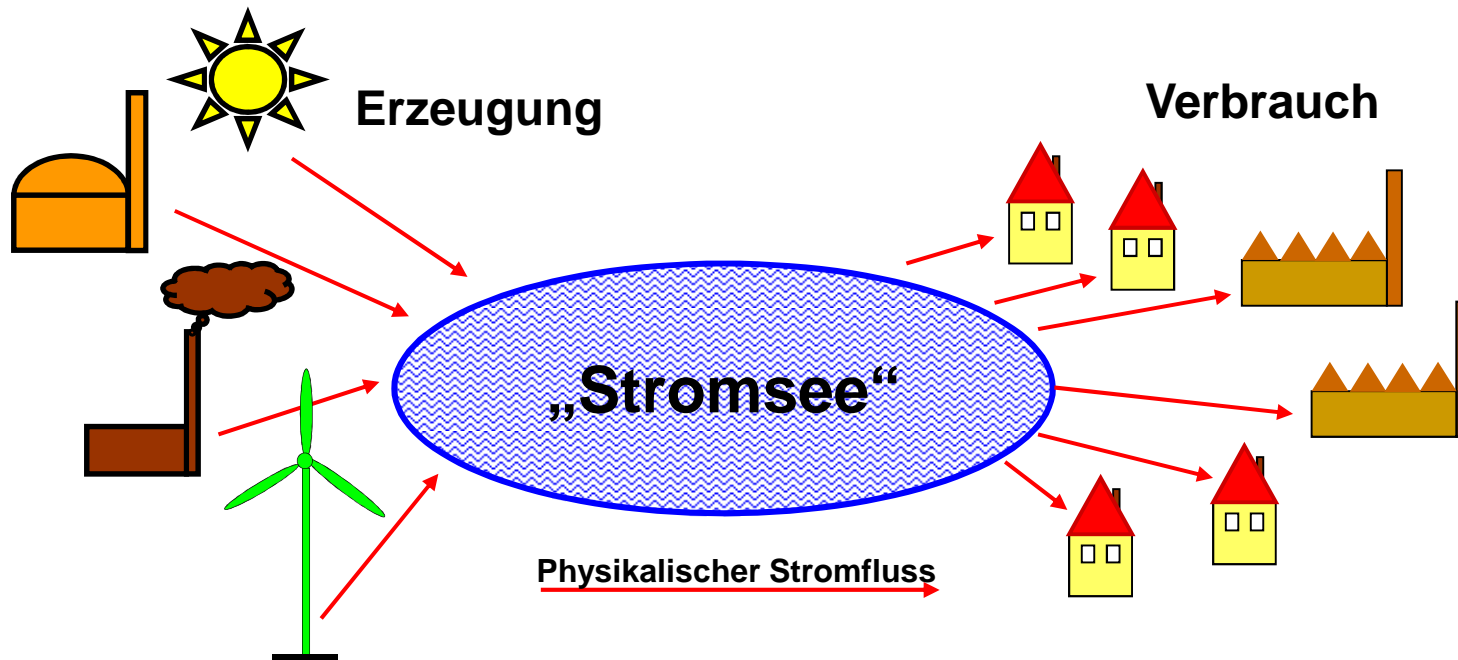 Erzeugung
Verbrauch
„Stromsee“
Physikalischer Stromfluss